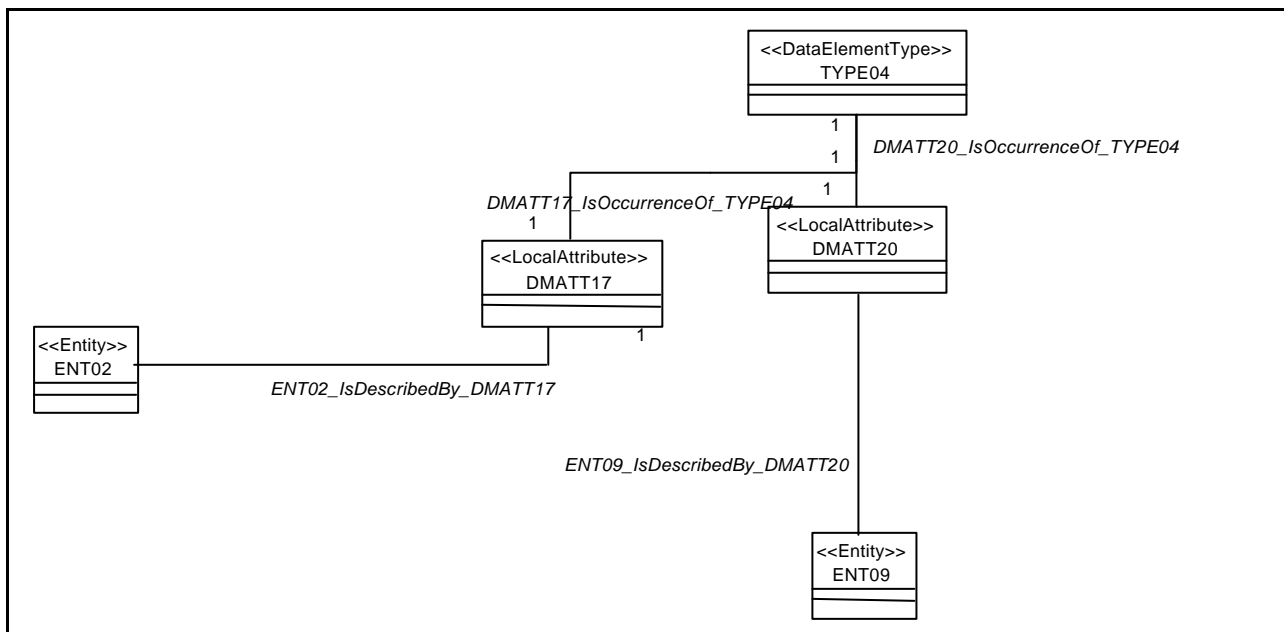 <<DataElementType>>
TYPE04
1
DMATT20_IsOccurrenceOf_TYPE04
1
1
DMATT17_IsOccurrenceOf_TYPE04
1
<<LocalAttribute>>
DMATT20
<<LocalAttribute>>
DMATT17
1
<<Entity>>
ENT02
ENT02_IsDescribedBy_DMATT17
ENT09_IsDescribedBy_DMATT20
<<Entity>>
ENT09